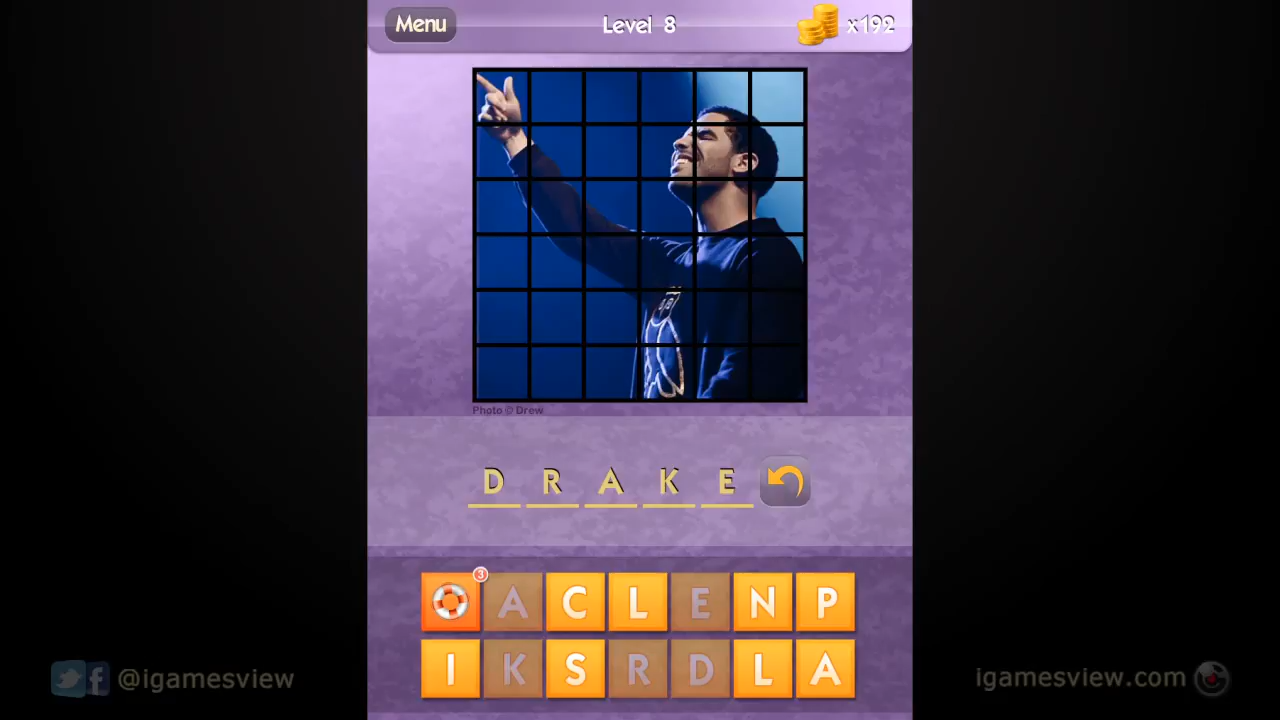 Menu Level 8 x192
Photo © Drew
D R A K E
3
A C L E N P
I K S R D L A
@igamesview igamesview.com